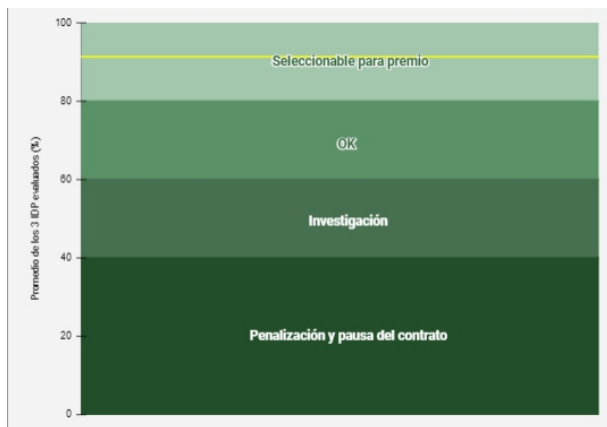 100
Seleccionable para premio
80
OK
60
Investigación
40
Penalización y pausa del contrato
20
0
Promedio de los 3 IDP evaluados (%)